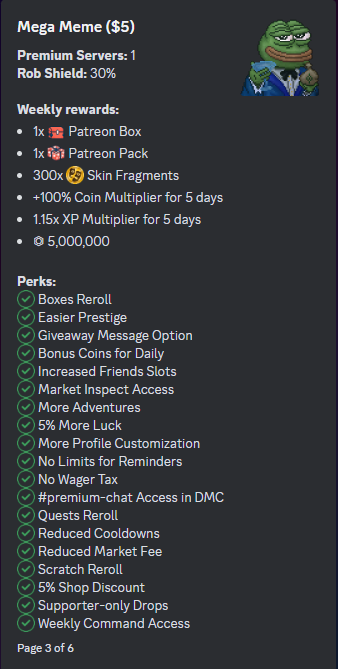 Mega Meme ($5)
Premium Servers: 1
Rob Shield: 30%
Weekly rewards:
• 1x Patreon Box
• 1x Patreon Pack
• 300x Skin Fragments
• +100% Coin Multiplier for 5 days
• 1.15x XP Multiplier for 5 days
• 5,000,000
Perks:
Boxes Reroll
Easier Prestige
Giveaway Message Option
Bonus Coins for Daily
Increased Friends Slots
Market Inspect Access
More Adventures
5% More Luck
More Profile Customization
No Limits for Reminders
No Wager Tax
#premium-chat Access in DMC
Quests Reroll
Reduced Cooldowns
Reduced Market Fee
Scratch Reroll
5% Shop Discount
Supporter-only Drops
Weekly Command Access
Page 3 of 6